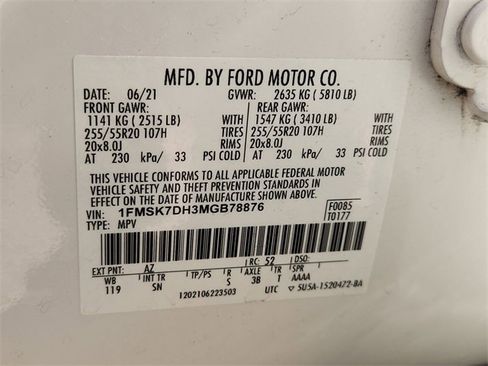 MFD. BY FORD MOTOR CO.
DATE: 06/21 GVWR: 2635 KG ( 5810 LB)
FRONT GAWR: REAR GAWR:
1141 KG ( 2515 LB) WITH 1547 KG ( 3410 LB) WITH
255/55R20 107H TIRES 255/55R20 107H TIRES
20x8.0J RIMS 20x8.0J RIMS
AT 230 kPa/ 33 PSI COLD AT 230 kPa/ 33 PSI COLD
THIS VEHICLE CONFORMS TO ALL APPLICABLE FEDERAL MOTOR
VEHICLE SAFETY AND THEFT PREVENTION STANDARDS IN
EFFECT ON THE DATE OF MANUFACTURE SHOWN ABOVE.
VIN: 1FMSK7DH3MGB78876 F0085
TYPE: MPV T0177
EXT PNT: AZ RC: 52 DSO:
WB INT TR TP/PS R AXLE TR SPR
119 SN S 3B T AAAA
1202106223503 UTC 5U5A-1520472-BA